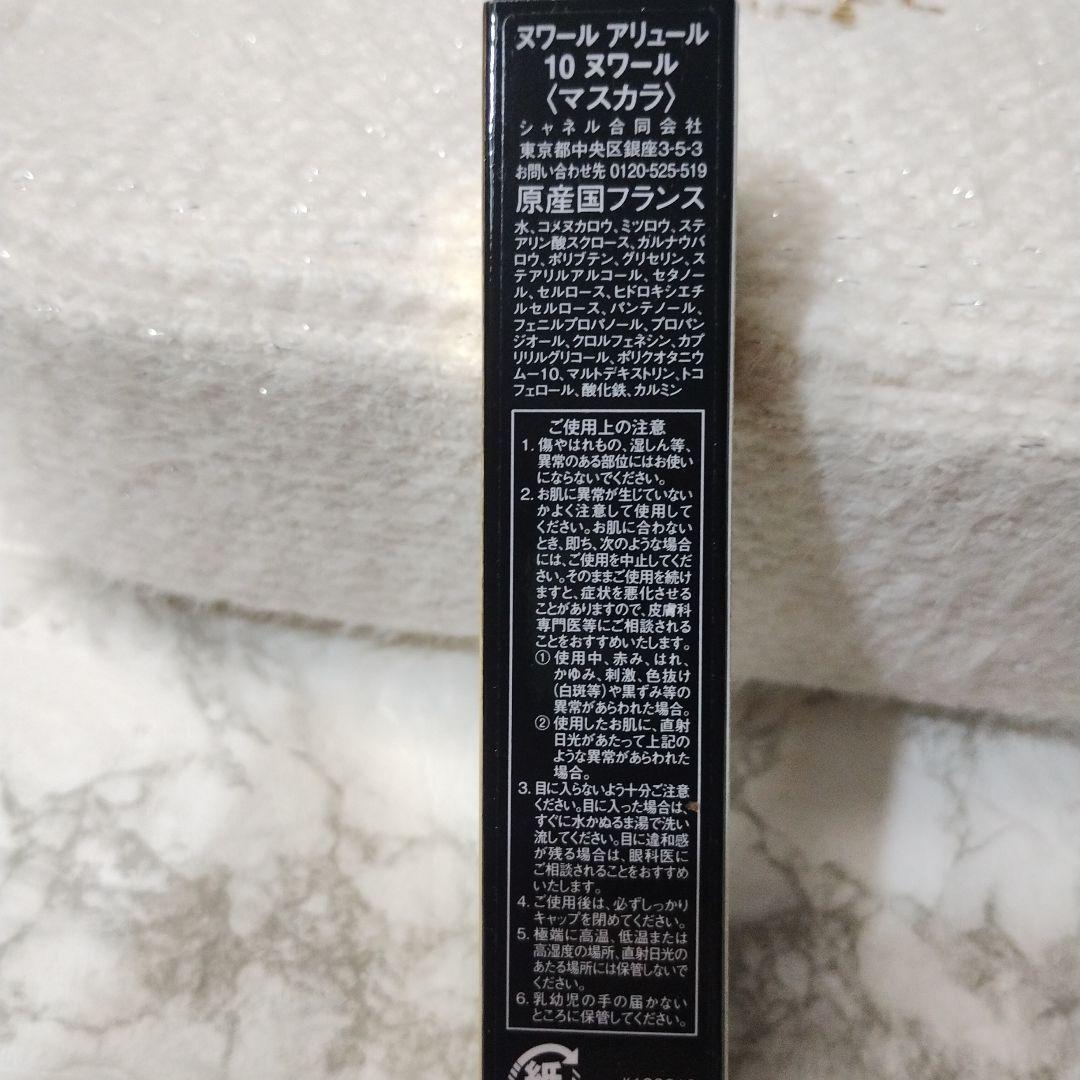 ヌワール アリュール
10 ヌワール
〈マスカラ〉
シャネル合同会社
東京都中央区銀座3-5-3
お問い合わせ先 0120-525-519
原産国フランス
水、コメヌカロウ、ミツロウ、ステ
アリン酸スクロース、カルナウバ
ロウ、ポリブテン、グリセリン、ス
テアリルアルコール、セタノー
ル、セルロース、ヒドロキシエチ
ルセルロース、パンテノール、
フェニルプロパノール、プロパン
ジオール、クロルフェネシン、カプ
リリルグリコール、ポリクオタニウ
ムー10、マルトデキストリン、トコ
フェロール、酸化鉄、カルミン
ご使用上の注意
1. 傷やはれもの、湿しん等、
異常のある部位にはお使い
にならないでください。
2. お肌に異常が生じていない
かよく注意して使用して
ください。お肌に合わない
とき、即ち、次のような場合
には、ご使用を中止してくだ
さい。そのままご使用を続け
ますと、症状を悪化させる
ことがありますので、皮膚科
専門医等にご相談される
ことをおすすめいたします。
① 使用中、赤み、はれ、
かゆみ、刺激、色抜け
(白斑等)や黒ずみ等の
異常があらわれた場合。
② 使用したお肌に、直射
日光があたって上記の
ような異常があらわれた
場合。
3. 目に入らないよう十分ご注意
ください。目に入った場合は、
すぐに水かぬるま湯で洗い
流してください。目に違和感
が残る場合は、眼科医に
ご相談されることをおすすめ
いたします。
4. ご使用後は、必ずしっかり
キャップを閉めてください。
5. 極端に高温、低温または
高湿度の場所、直射日光の
あたる場所には保管しないで
ください。
6. 乳幼児の手の届かない
ところに保管してください。
紙